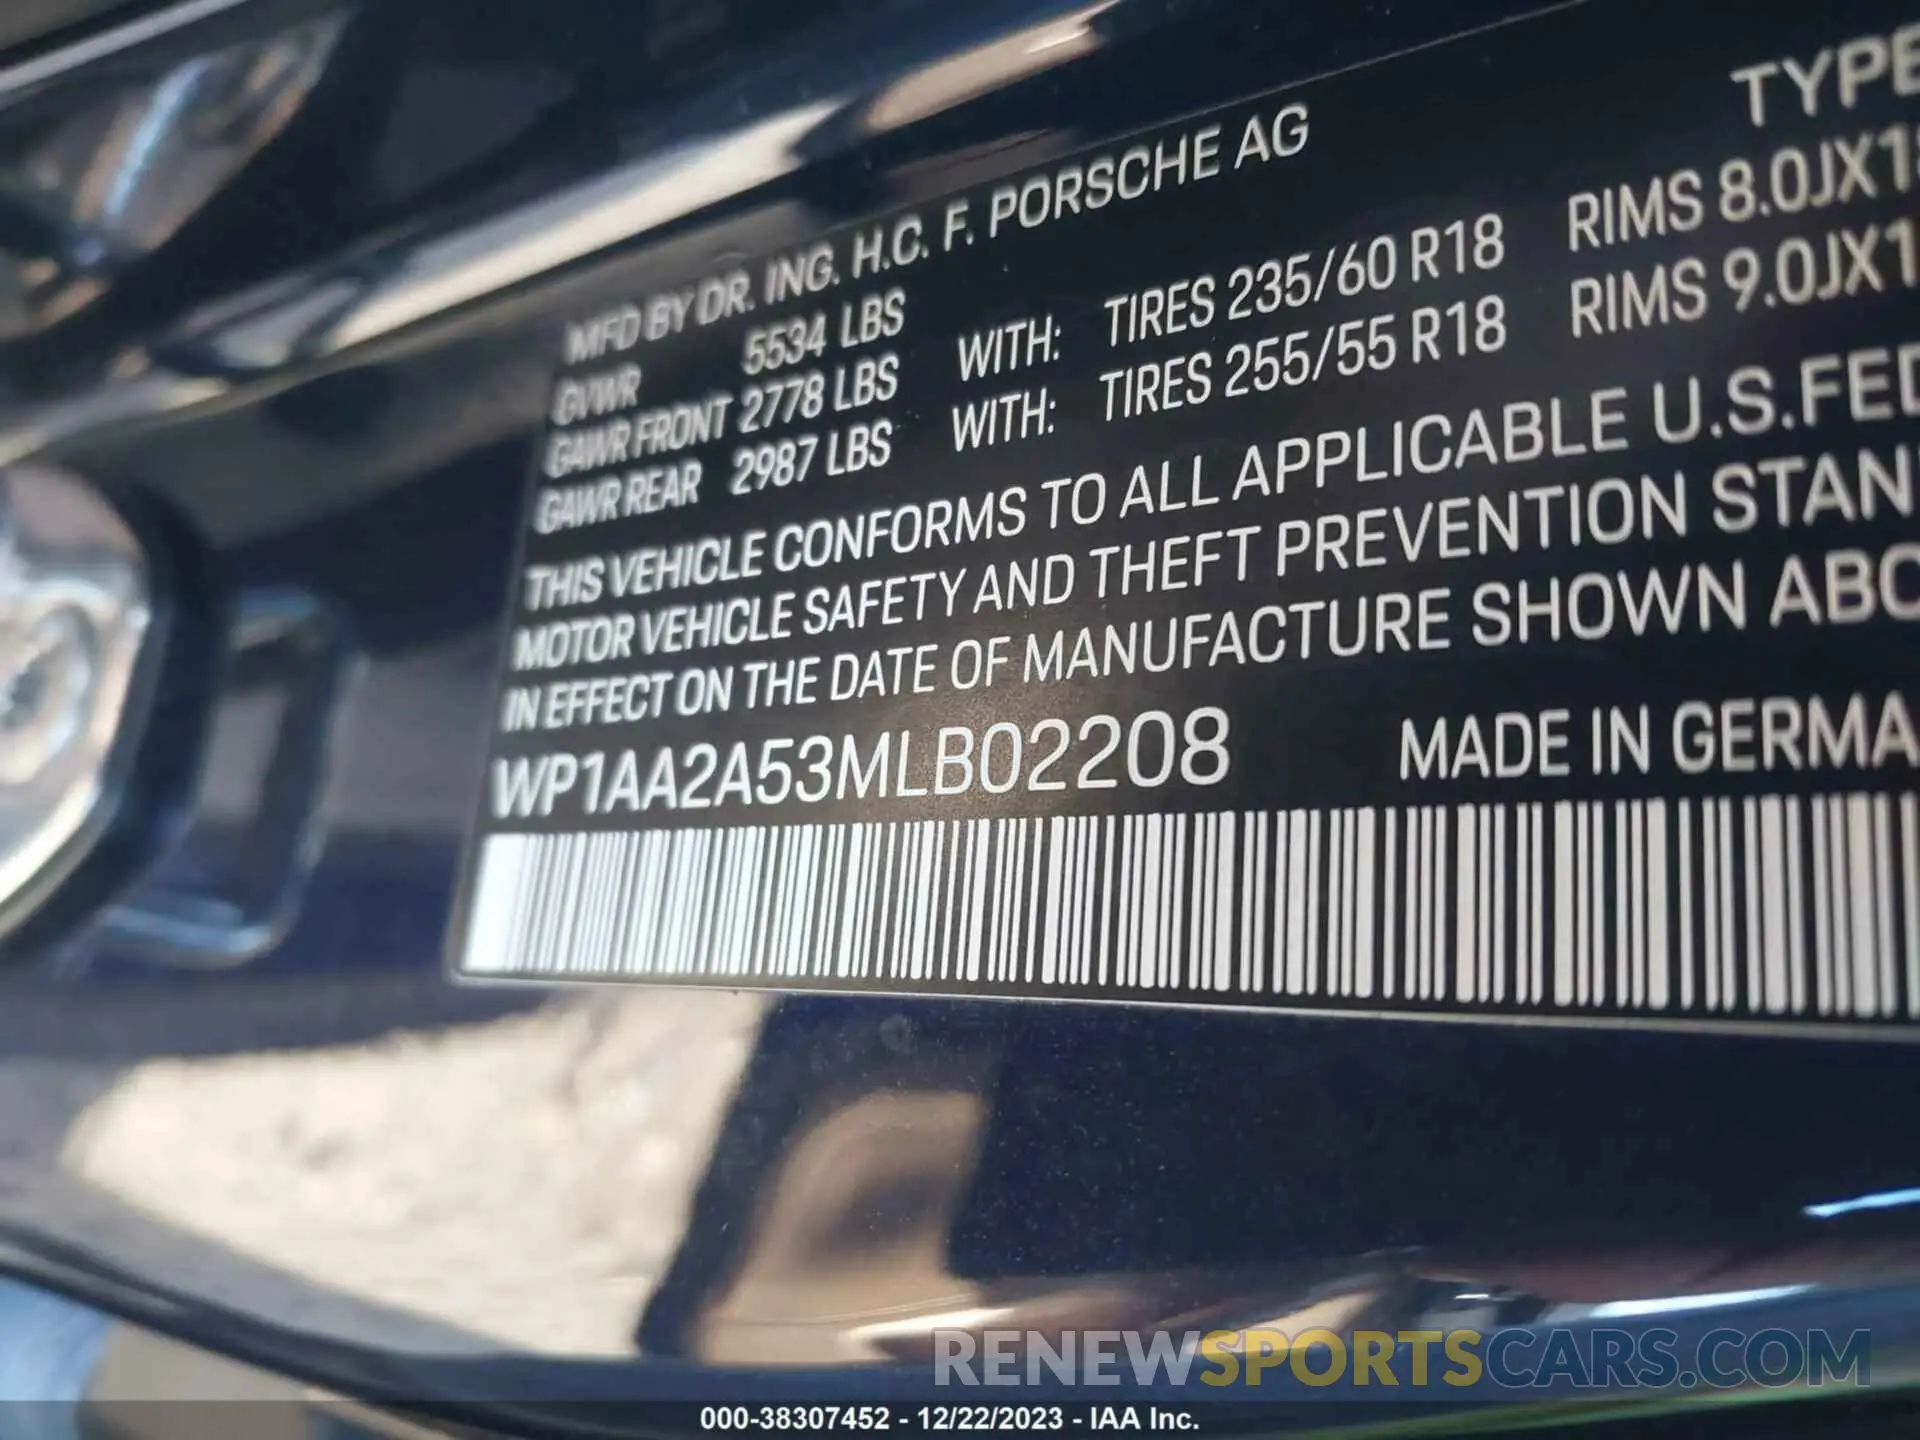 TYPE
MFD BY DR. ING. H.C. F. PORSCHE AG
GVWR 5534 LBS
GAWR FRONT 2778 LBS WITH: TIRES 235/60 R18 RIMS 8.0JX18
GAWR REAR 2987 LBS WITH: TIRES 255/55 R18 RIMS 9.0JX1
THIS VEHICLE CONFORMS TO ALL APPLICABLE U.S.FED
MOTOR VEHICLE SAFETY AND THEFT PREVENTION STAN
IN EFFECT ON THE DATE OF MANUFACTURE SHOWN ABO
WP1AA2A53MLB02208 MADE IN GERMA
RENEWSPORTSCARS.COM
000-38307452 - 12/22/2023 - IAA Inc.